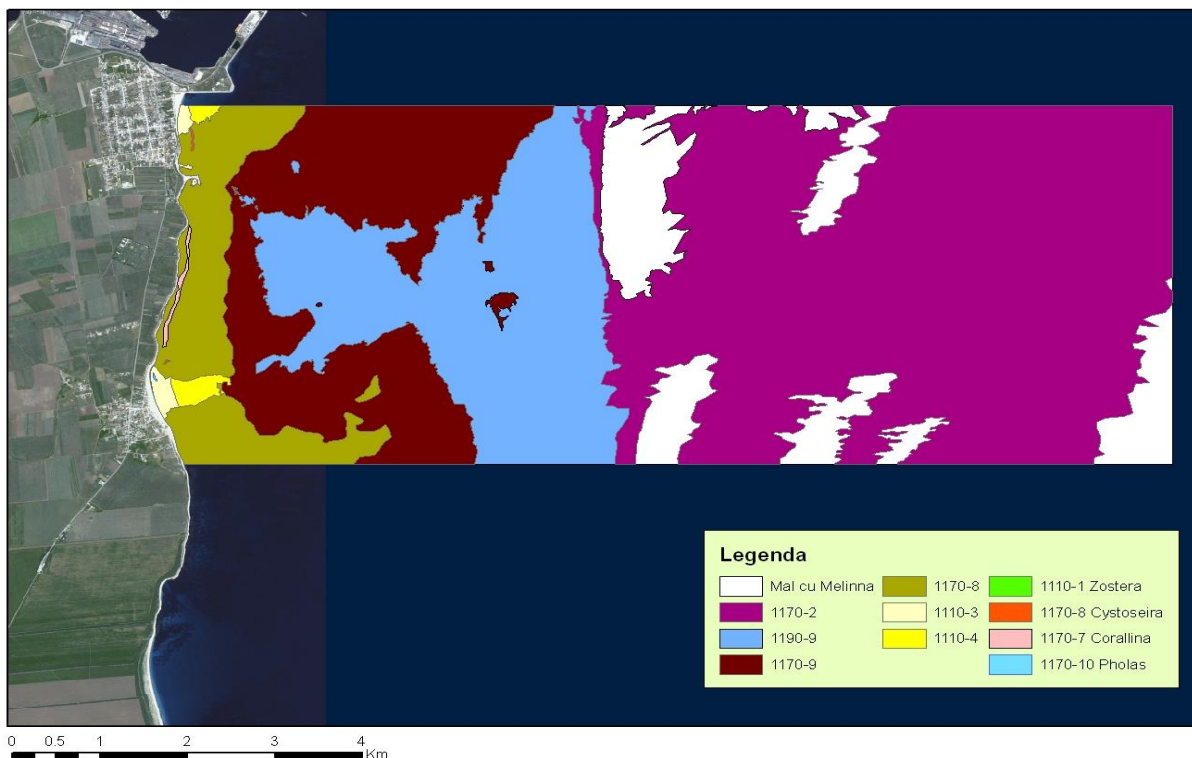 Legenda
Mal cu Melinna
1170-2
1190-9
1170-9
1170-8
1110-3
1110-4
1110-1 Zostera
1170-8 Cystoseira
1170-7 Corallina
1170-10 Pholas
0 0.5 1 2 3 4
Km